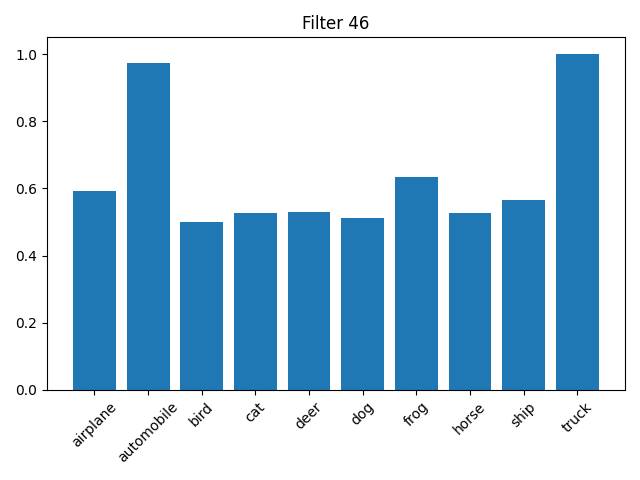 Filter 46
1.0
0.8
0.6
0.4
0.2
0.0
airplane
automobile
bird
cat
deer
dog
frog
horse
ship
truck